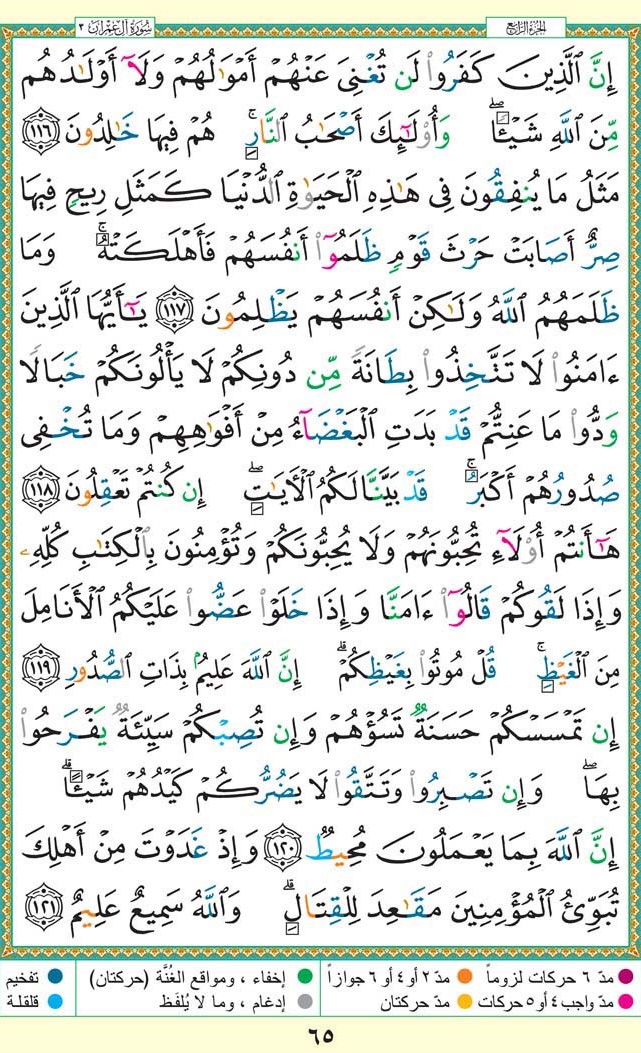 الجزء الرابع
سورة آل عمران ٣
إِنَّ ٱلَّذِينَ كَفَرُوا۟ لَن تُغْنِىَ عَنْهُمْ أَمْوَٰلُهُمْ وَلَآ أَوْلَـٰدُهُم
مِّنَ ٱللَّهِ شَيْـًٔا ۖ وَأُو۟لَـٰٓئِكَ أَصْحَـٰبُ ٱلنَّارِ ۚ هُمْ فِيهَا خَـٰلِدُونَ ﴿١١٦﴾
مَثَلُ مَا يُنفِقُونَ فِى هَـٰذِهِ ٱلْحَيَوٰةِ ٱلدُّنْيَا كَمَثَلِ رِيحٍ فِيهَا
صِرٌّ أَصَابَتْ حَرْثَ قَوْمٍ ظَلَمُوٓا۟ أَنفُسَهُمْ فَأَهْلَكَتْهُ ۚ وَمَا
ظَلَمَهُمُ ٱللَّهُ وَلَـٰكِنْ أَنفُسَهُمْ يَظْلِمُونَ ﴿١١٧﴾ يَـٰٓأَيُّهَا ٱلَّذِينَ
ءَامَنُوا۟ لَا تَتَّخِذُوا۟ بِطَانَةً مِّن دُونِكُمْ لَا يَأْلُونَكُمْ خَبَالًا
وَدُّوا۟ مَا عَنِتُّمْ قَدْ بَدَتِ ٱلْبَغْضَآءُ مِنْ أَفْوَٰهِهِمْ وَمَا تُخْفِى
صُدُورُهُمْ أَكْبَرُ ۚ قَدْ بَيَّنَّا لَكُمُ ٱلْـَٔايَـٰتِ ۖ إِن كُنتُمْ تَعْقِلُونَ ﴿١١٨﴾
هَـٰٓأَنتُمْ أُو۟لَآءِ تُحِبُّونَهُمْ وَلَا يُحِبُّونَكُمْ وَتُؤْمِنُونَ بِٱلْكِتَـٰبِ كُلِّهِۦ
وَإِذَا لَقُوكُمْ قَالُوٓا۟ ءَامَنَّا وَإِذَا خَلَوْا۟ عَضُّوا۟ عَلَيْكُمُ ٱلْأَنَامِلَ
مِنَ ٱلْغَيْظِ ۚ قُلْ مُوتُوا۟ بِغَيْظِكُمْ ۗ إِنَّ ٱللَّهَ عَلِيمٌۢ بِذَاتِ ٱلصُّدُورِ ﴿١١٩﴾
إِن تَمْسَسْكُمْ حَسَنَةٌ تَسُؤْهُمْ وَإِن تُصِبْكُمْ سَيِّئَةٌ يَفْرَحُوا۟
بِهَا ۖ وَإِن تَصْبِرُوا۟ وَتَتَّقُوا۟ لَا يَضُرُّكُمْ كَيْدُهُمْ شَيْـًٔا ۗ
إِنَّ ٱللَّهَ بِمَا يَعْمَلُونَ مُحِيطٌ ﴿١٢٠﴾ وَإِذْ غَدَوْتَ مِنْ أَهْلِكَ
تُبَوِّئُ ٱلْمُؤْمِنِينَ مَقَـٰعِدَ لِلْقِتَالِ ۗ وَٱللَّهُ سَمِيعٌ عَلِيمٌ ﴿١٢١﴾
مدّ ٦ حركات لزوماً مدّ ٢ أو ٤ أو ٦ جوازاً إخفاء ، ومواقع الغُنَّة (حركتان) تفخيم
مدّ واجب ٤ أو ٥ حركات مدّ حركتان إدغام ، وما لا يُلفَظ قلقلة
٦٥